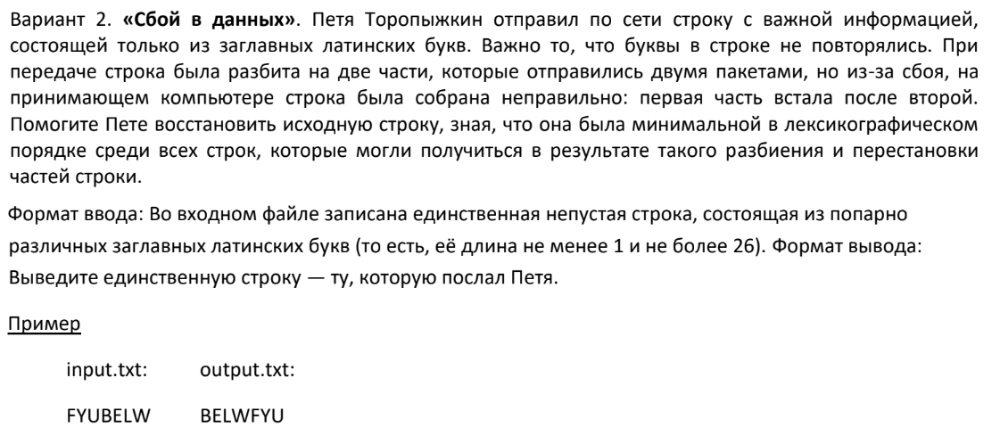 Вариант 2. «Сбой в данных». Петя Торопыжкин отправил по сети строку с важной информацией,
состоящей только из заглавных латинских букв. Важно то, что буквы в строке не повторялись. При
передаче строка была разбита на две части, которые отправились двумя пакетами, но из-за сбоя, на
принимающем компьютере строка была собрана неправильно: первая часть встала после второй.
Помогите Пете восстановить исходную строку, зная, что она была минимальной в лексикографическом
порядке среди всех строк, которые могли получиться в результате такого разбиения и перестановки
частей строки.
Формат ввода: Во входном файле записана единственная непустая строка, состоящая из попарно
различных заглавных латинских букв (то есть, её длина не менее 1 и не более 26). Формат вывода:
Выведите единственную строку — ту, которую послал Петя.
Пример
input.txt: output.txt:
FYUBELW BELWFYU